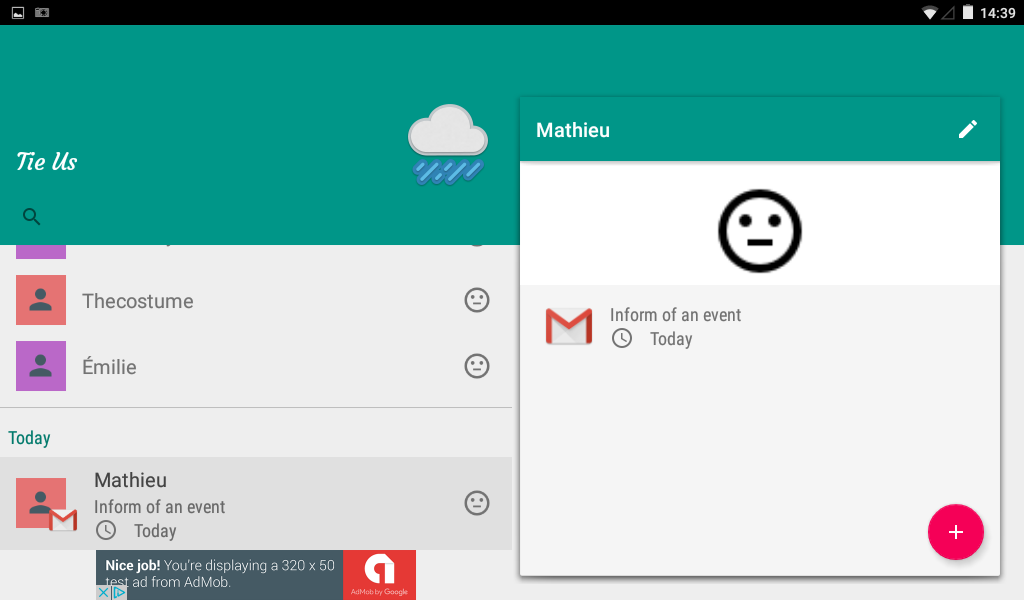 14:39
Tie Us
Thecostume
Émilie
Today
Mathieu
Inform of an event
Today
Nice job! You're displaying a 320 x 50
test ad from AdMob.
AdMob by Google
Mathieu
Inform of an event
Today